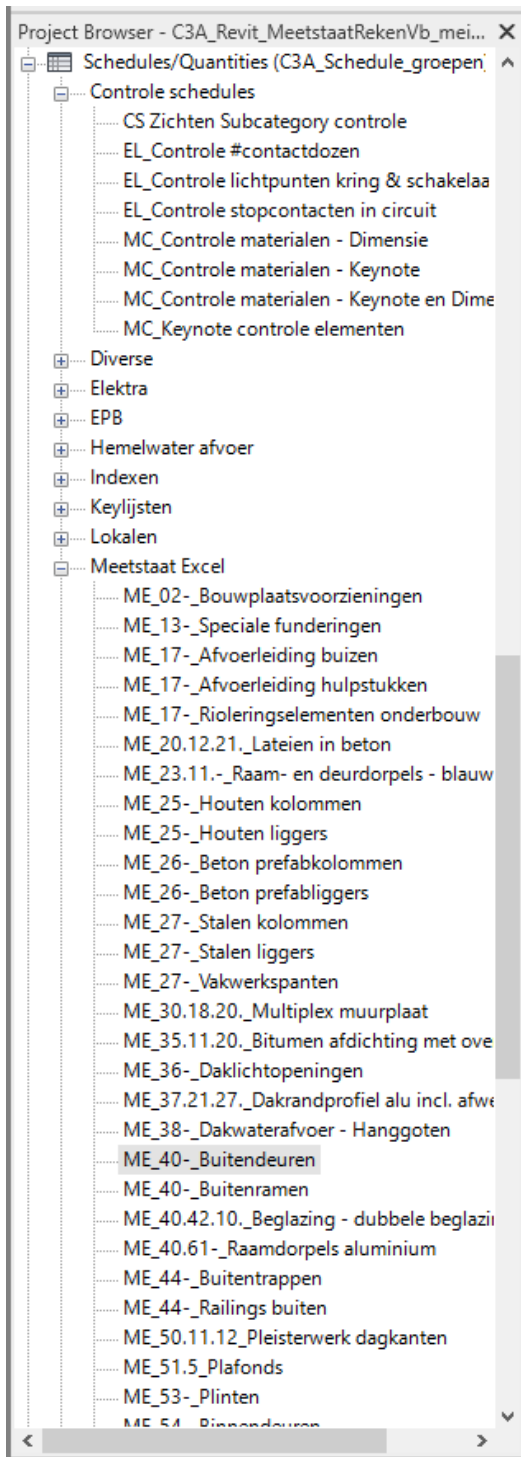 Project Browser - C3A_Revit_MeetstaatRekenVb_mei...
Schedules/Quantities (C3A_Schedule_groepen)
Controle schedules
CS Zichten Subcategory controle
EL_Controle #contactdozen
EL_Controle lichtpunten kring & schakelaa
EL_Controle stopcontacten in circuit
MC_Controle materialen - Dimensie
MC_Controle materialen - Keynote
MC_Controle materialen - Keynote en Dime
MC_Keynote controle elementen
Diverse
Elektra
EPB
Hemelwater afvoer
Indexen
Keylijsten
Lokalen
Meetstaat Excel
ME_02-_Bouwplaatsvoorzieningen
ME_13-_Speciale funderingen
ME_17-_Afvoerleiding buizen
ME_17-_Afvoerleiding hulpstukken
ME_17-_Rioleringselementen onderbouw
ME_20.12.21._Lateien in beton
ME_23.11.-_Raam- en deurdorpels - blauw
ME_25-_Houten kolommen
ME_25-_Houten liggers
ME_26-_Beton prefabkolommen
ME_26-_Beton prefabliggers
ME_27-_Stalen kolommen
ME_27-_Stalen liggers
ME_27-_Vakwerkspanten
ME_30.18.20._Multiplex muurplaat
ME_35.11.20._Bitumen afdichting met ove
ME_36-_Daklichtopeningen
ME_37.21.27._Dakrandprofiel alu incl. afwe
ME_38-_Dakwaterafvoer - Hanggoten
ME_40-_Buitendeuren
ME_40-_Buitenramen
ME_40.42.10._Beglazing - dubbele beglazi
ME_40.61-_Raamdorpels aluminium
ME_44-_Buitentrappen
ME_44-_Railings buiten
ME_50.11.12_Pleisterwerk dagkanten
ME_51.5_Plafonds
ME_53-_Plinten
ME_54-_Binnendeuren